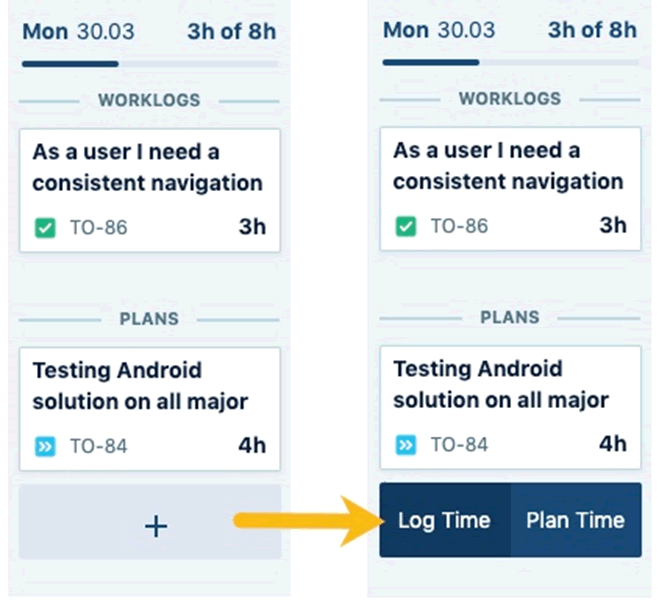 Mon 30.03 3h of 8h
WORKLOGS
As a user I need a
consistent navigation
TO-86 3h
PLANS
Testing Android
solution on all major
TO-84 4h
+
Mon 30.03 3h of 8h
WORKLOGS
As a user I need a
consistent navigation
TO-86 3h
PLANS
Testing Android
solution on all major
TO-84 4h
Log Time Plan Time